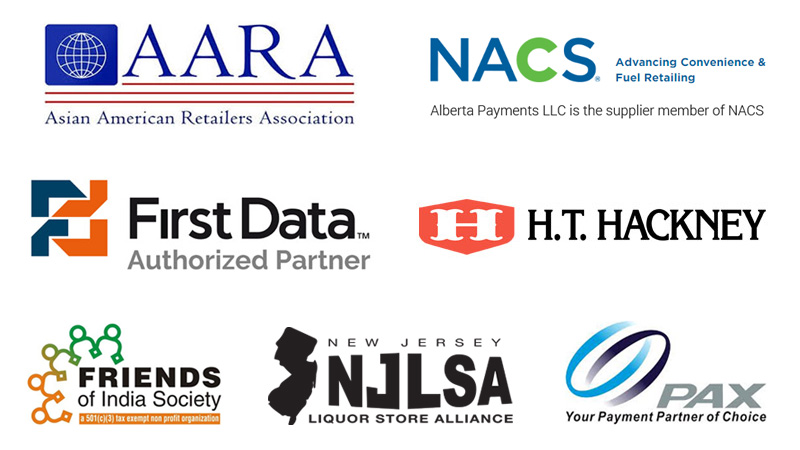 AARA
Asian American Retailers Association
NACS®
Advancing Convenience &
Fuel Retailing
Alberta Payments LLC is the supplier member of NACS
First Data™
Authorized Partner
H
H.T. HACKNEY
FRIENDS
of India Society
a 501(c)(3) tax exempt non profit organization
NEW JERSEY
NJLSA
LIQUOR STORE ALLIANCE
PAX
Your Payment Partner of Choice